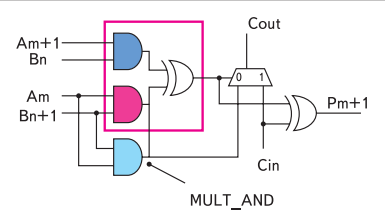 Cout
Am+1
Bn
0 1
Am
Bn+1
Pm+1
Cin
MULT_AND